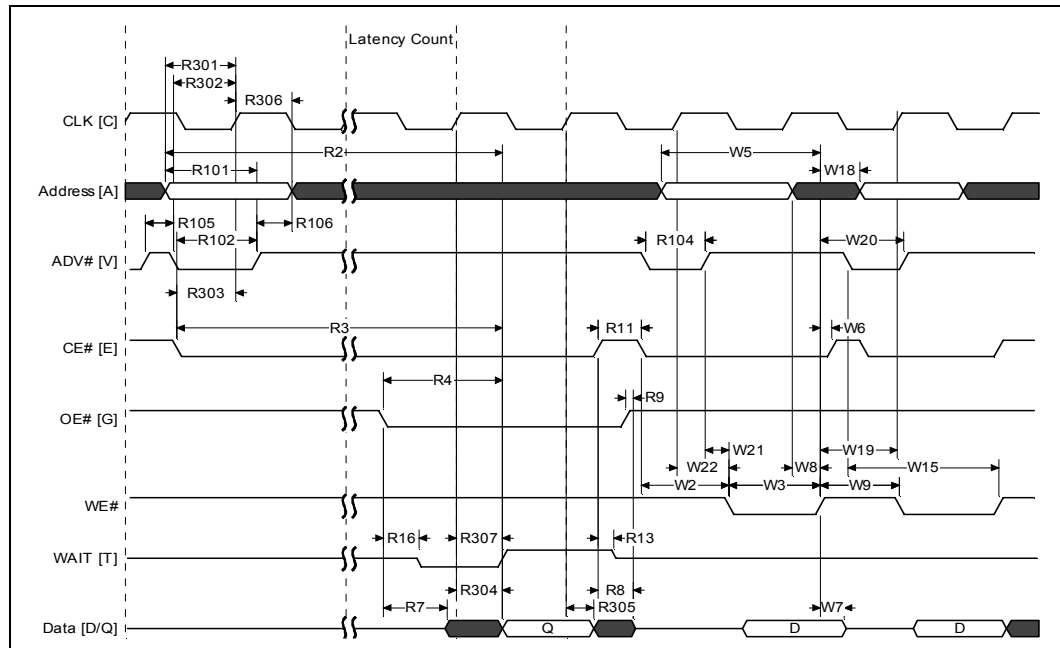 Latency Count
R301
R302
R306
CLK [C]
R2
W5
R101
W18
Address [A]
R105
R102
R106
R104
W20
ADV# [V]
R303
R3
R11
W6
CE# [E]
R4
R9
OE# [G]
W21
W19
W22
W8
W15
W2
W3
W9
WE#
R16
R307
R13
WAIT [T]
R304
R8
R7
R305
W7
Data [D/Q]
Q
D
D